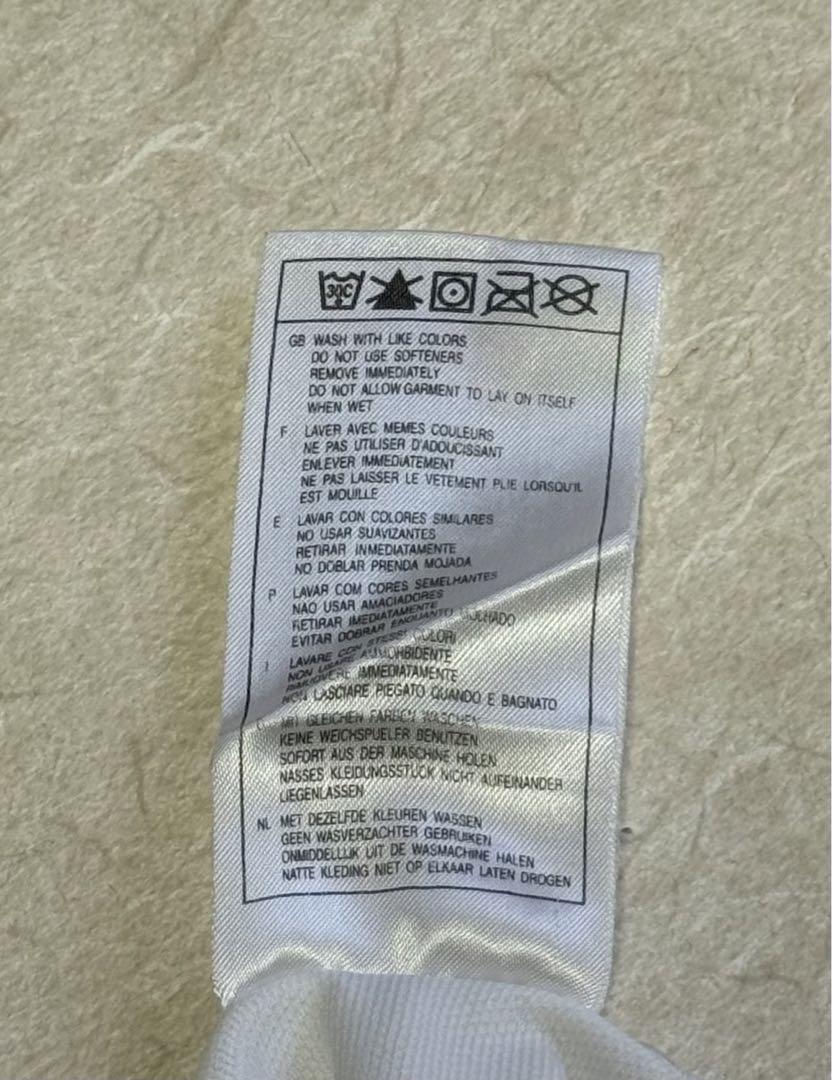 30C
GB WASH WITH LIKE COLORS
DO NOT USE SOFTENERS
REMOVE IMMEDIATELY
DO NOT ALLOW GARMENT TO LAY ON ITSELF
WHEN WET
F LAVER AVEC MEMES COULEURS
NE PAS UTILISER D'ADOUCISSANT
ENLEVER IMMEDIATEMENT
NE PAS LAISSER LE VETEMENT PLIE LORSQU'IL
EST MOUILLE
E LAVAR CON COLORES SIMILARES
NO USAR SUAVIZANTES
RETIRAR INMEDIATAMENTE
NO DOBLAR PRENDA MOJADA
P LAVAR COM CORES SEMELHANTES
NAO USAR AMACIADORES
RETIRAR IMEDIATAMENTE
EVITAR DOBRAR ENQUANTO MOLHADO
I LAVARE CON STESSI COLORI
NON USARE AMMORBIDENTE
RIMUOVERE IMMEDIATAMENTE
NON LASCIARE PIEGATO QUANDO E BAGNATO
MIT GLEICHEN FARBEN WASCHEN
KEINE WEICHSPUELER BENUTZEN
SOFORT AUS DER MASCHINE HOLEN
NASSES KLEIDUNGSSTUCK NICHT AUFEINANDER
LIEGENLASSEN
NL MET DEZELFDE KLEUREN WASSEN
GEEN WASVERZACHTER GEBRUIKEN
ONMIDDELLIJK UIT DE WASMACHINE HALEN
NATTE KLEDING NIET OP ELKAAR LATEN DROGEN